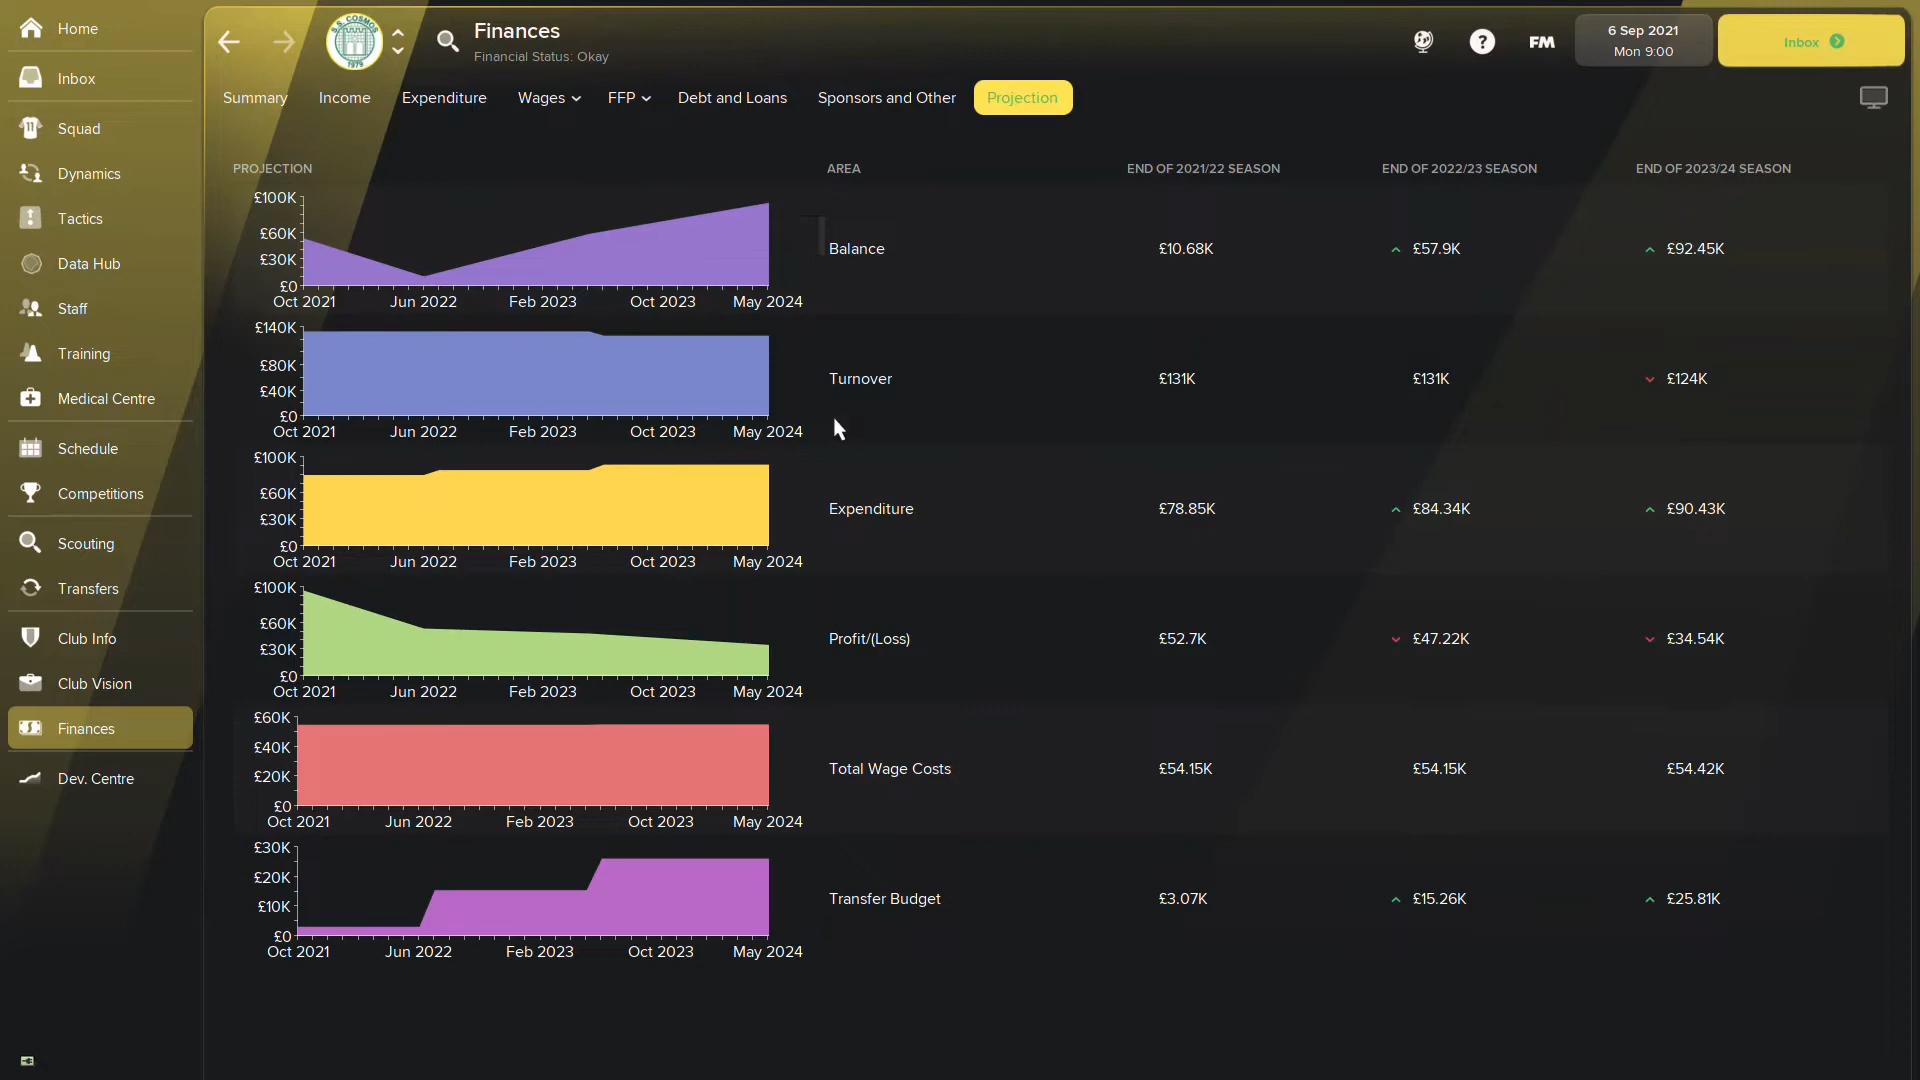 Home
Inbox
Squad
Dynamics
Tactics
Data Hub
Staff
Training
Medical Centre
Schedule
Competitions
Scouting
Transfers
Club Info
Club Vision
Finances
Dev. Centre
S.S. COSMOS
1979
Finances
Financial Status: Okay
FM
6 Sep 2021
Mon 9:00
Inbox
Summary Income Expenditure Wages FFP Debt and Loans Sponsors and Other Projection
PROJECTION AREA END OF 2021/22 SEASON END OF 2022/23 SEASON END OF 2023/24 SEASON
£100K
£60K
£30K
£0
Oct 2021 Jun 2022 Feb 2023 Oct 2023 May 2024
Balance £10.68K £57.9K £92.45K
£140K
£80K
£40K
£0
Oct 2021 Jun 2022 Feb 2023 Oct 2023 May 2024
Turnover £131K £131K £124K
£100K
£60K
£30K
£0
Oct 2021 Jun 2022 Feb 2023 Oct 2023 May 2024
Expenditure £78.85K £84.34K £90.43K
£100K
£60K
£30K
£0
Oct 2021 Jun 2022 Feb 2023 Oct 2023 May 2024
Profit/(Loss) £52.7K £47.22K £34.54K
£60K
£40K
£20K
£0
Oct 2021 Jun 2022 Feb 2023 Oct 2023 May 2024
Total Wage Costs £54.15K £54.15K £54.42K
£30K
£20K
£10K
£0
Oct 2021 Jun 2022 Feb 2023 Oct 2023 May 2024
Transfer Budget £3.07K £15.26K £25.81K